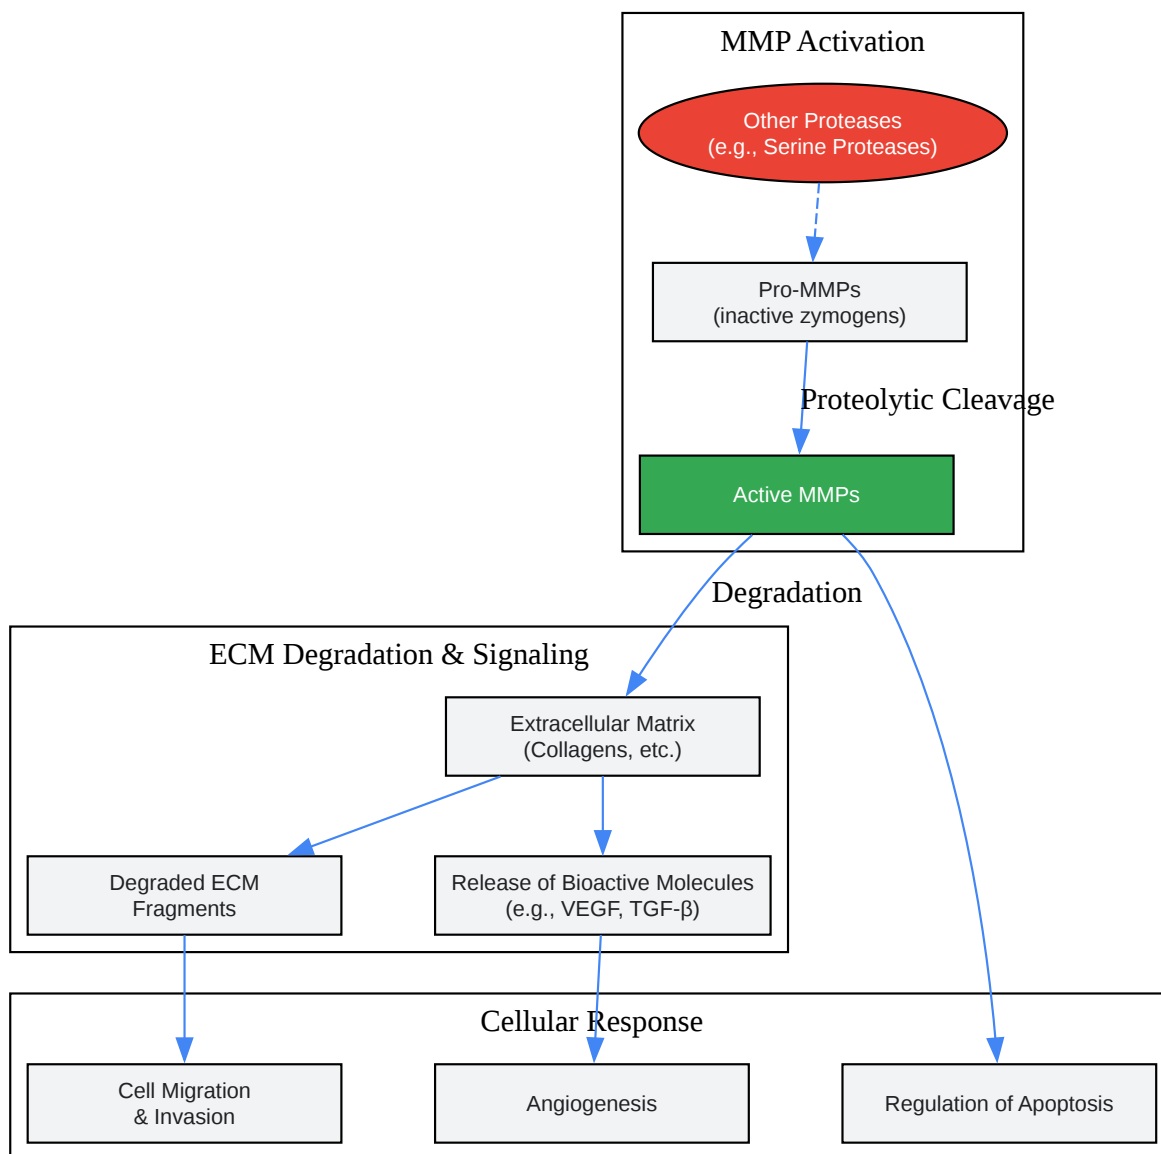 MMP Activation
Other Proteases
(e.g., Serine Proteases)
Pro-MMPs
(inactive zymogens)
Proteolytic Cleavage
Active MMPs
Degradation
ECM Degradation & Signaling
Extracellular Matrix
(Collagens, etc.)
Degraded ECM
Fragments
Release of Bioactive Molecules
(e.g., VEGF, TGF-β)
Cellular Response
Cell Migration
& Invasion
Angiogenesis
Regulation of Apoptosis